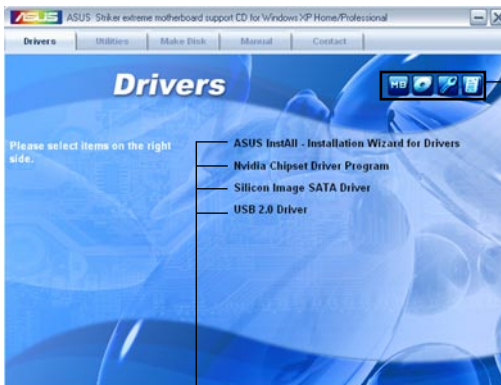 ASUS ASUS Striker extreme motherboard support CD for Windows XP Home/Professional
Drivers Utilities Make Disk Manual Contact
Drivers
MB
Please select items on the right
side.
ASUS InstAll - Installation Wizard for Drivers
Nvidia Chipset Driver Program
Silicon Image SATA Driver
USB 2.0 Driver